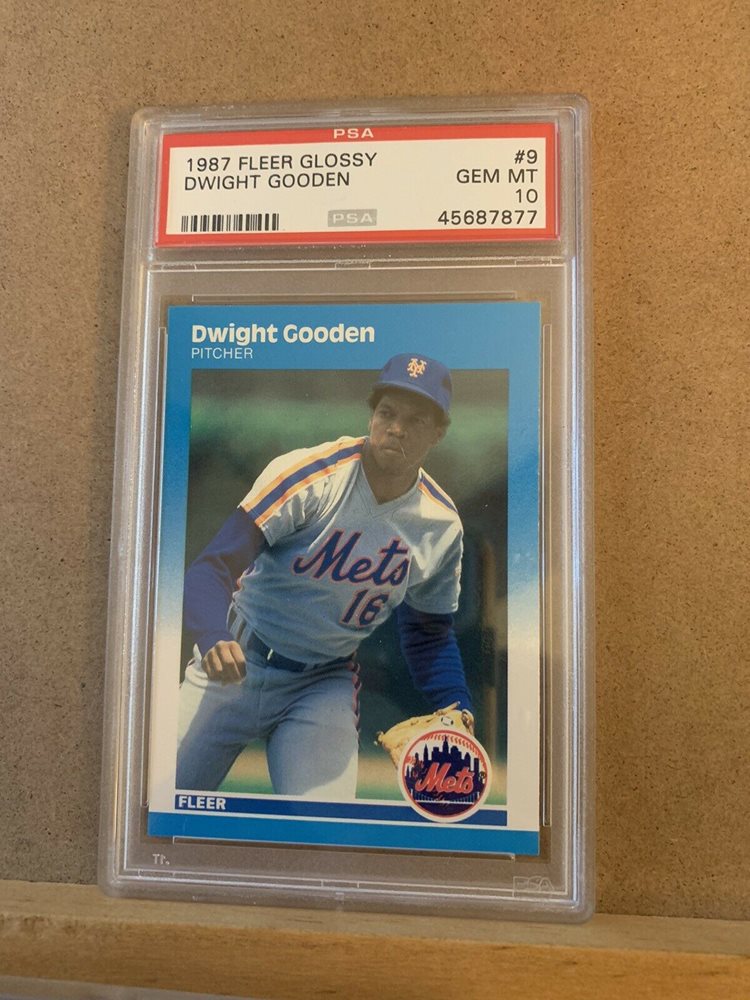 PSA
1987 FLEER GLOSSY #9
DWIGHT GOODEN GEM MT
10
PSA 45687877
Dwight Gooden
PITCHER
NY
Mets
16
Mets
FLEER
PSA